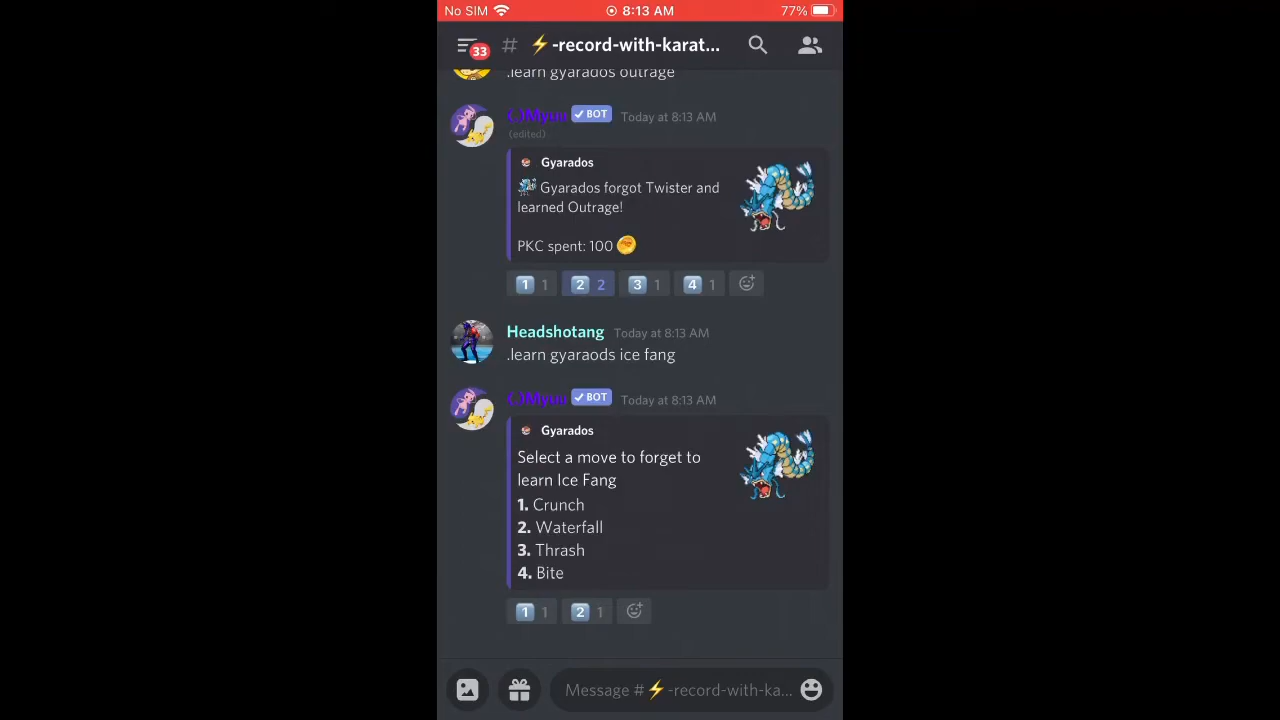 No SIM 8:13 AM 77%
33 # ⚡-record-with-karat...
.learn gyarados outrage
(,)Myuu ✓ BOT Today at 8:13 AM
(edited)
Gyarados
Gyarados forgot Twister and
learned Outrage!
PKC spent: 100
1 1 2 2 3 1 4 1
Headshotang Today at 8:13 AM
.learn gyaraods ice fang
(,)Myuu ✓ BOT Today at 8:13 AM
Gyarados
Select a move to forget to
learn Ice Fang
1. Crunch
2. Waterfall
3. Thrash
4. Bite
1 1 2 1
Message #⚡-record-with-ka...